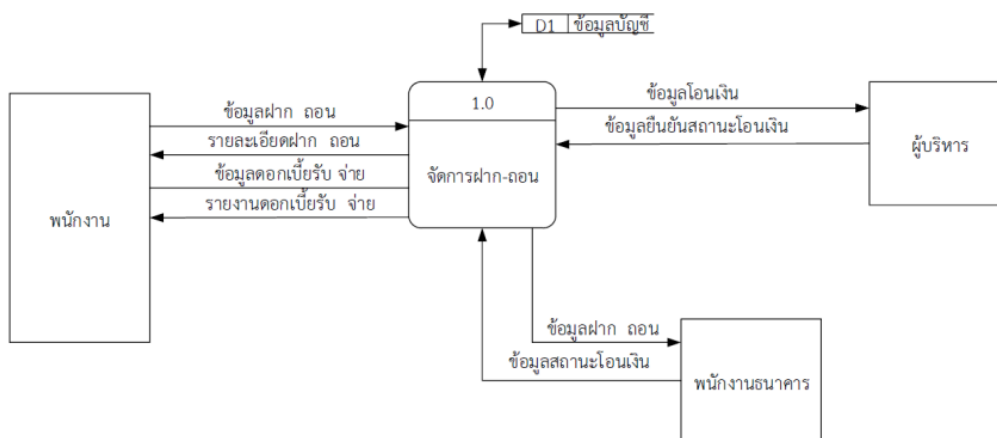 D1 ข้อมูลบัญชี
1.0
จัดการฝาก-ถอน
พนักงาน
ข้อมูลฝาก ถอน
รายละเอียดฝาก ถอน
ข้อมูลดอกเบี้ยรับ จ่าย
รายงานดอกเบี้ยรับ จ่าย
ข้อมูลโอนเงิน
ข้อมูลยืนยันสถานะโอนเงิน
ผู้บริหาร
ข้อมูลฝาก ถอน
ข้อมูลสถานะโอนเงิน
พนักงานธนาคาร